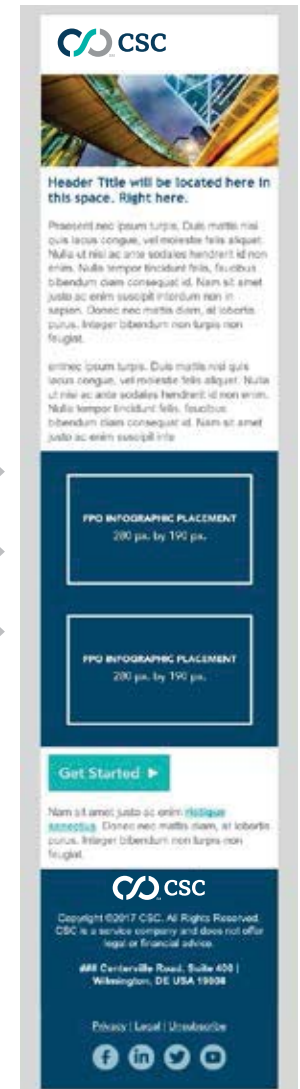 CSC
Header Title will be located here in
this space. Right here.
Praesent nec ipsum turpis. Duis mattis nisl
quis lacus congue, vel molestie felis aliquet.
Nulla ut nisl ac ante sodales hendrerit id non
enim. Nulla tempor tincidunt felis, faucibus
bibendum diam consequat id. Nam sit amet
justo ac enim suscipit interdum non in
sapien. Donec nec mattis diam, at lobortis
purus. Integer bibendum non turpis non
feugiat.
entnec ipsum turpis. Duis mattis nisl quis
lacus congue, vel molestie felis aliquet. Nulla
ut nisl ac ante sodales hendrerit id non enim.
Nulla tempor tincidunt felis, faucibus
bibendum diam consequat id. Nam sit amet
justo ac enim suscipit inte
FPO INFOGRAPHIC PLACEMENT
280 px. by 190 px.
FPO INFOGRAPHIC PLACEMENT
280 px. by 190 px.
Get Started
Nam sit amet justo ac enim
Donec nec mattis diam, at lobortis
purus. Integer bibendum non turpis non
feugiat.
CSC
Copyright ©2017 CSC. All Rights Reserved.
CSC is a service company and does not offer
legal or financial advice.
Centerville Road, Suite 400 |
Wilmington, DE USA 19808
Privacy | Legal | Unsubscribe